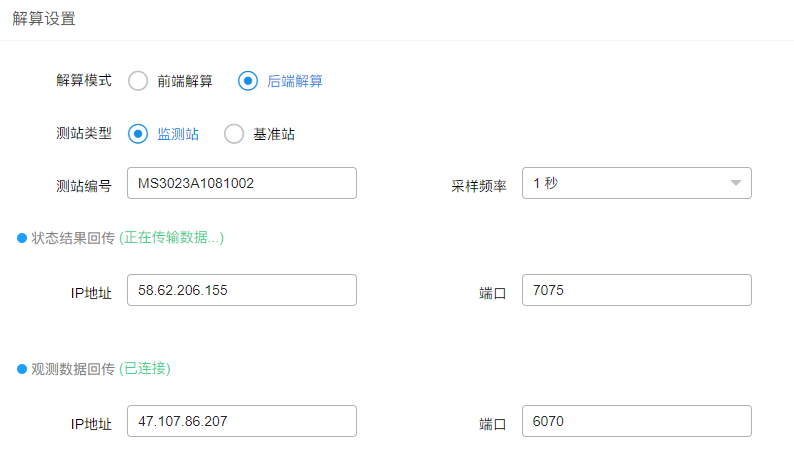 解算设置
解算模式 前端解算 后端解算
测站类型 监测站 基准站
测站编号 MS3023A1081002 采样频率 1 秒
状态结果回传 (正在传输数据...)
IP地址 58.62.206.155 端口 7075
观测数据回传 (已连接)
IP地址 47.107.86.207 端口 6070